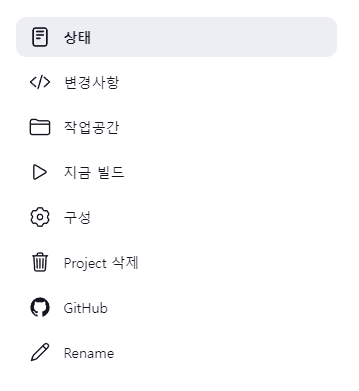 상태
변경사항
작업공간
지금 빌드
구성
Project 삭제
GitHub
Rename